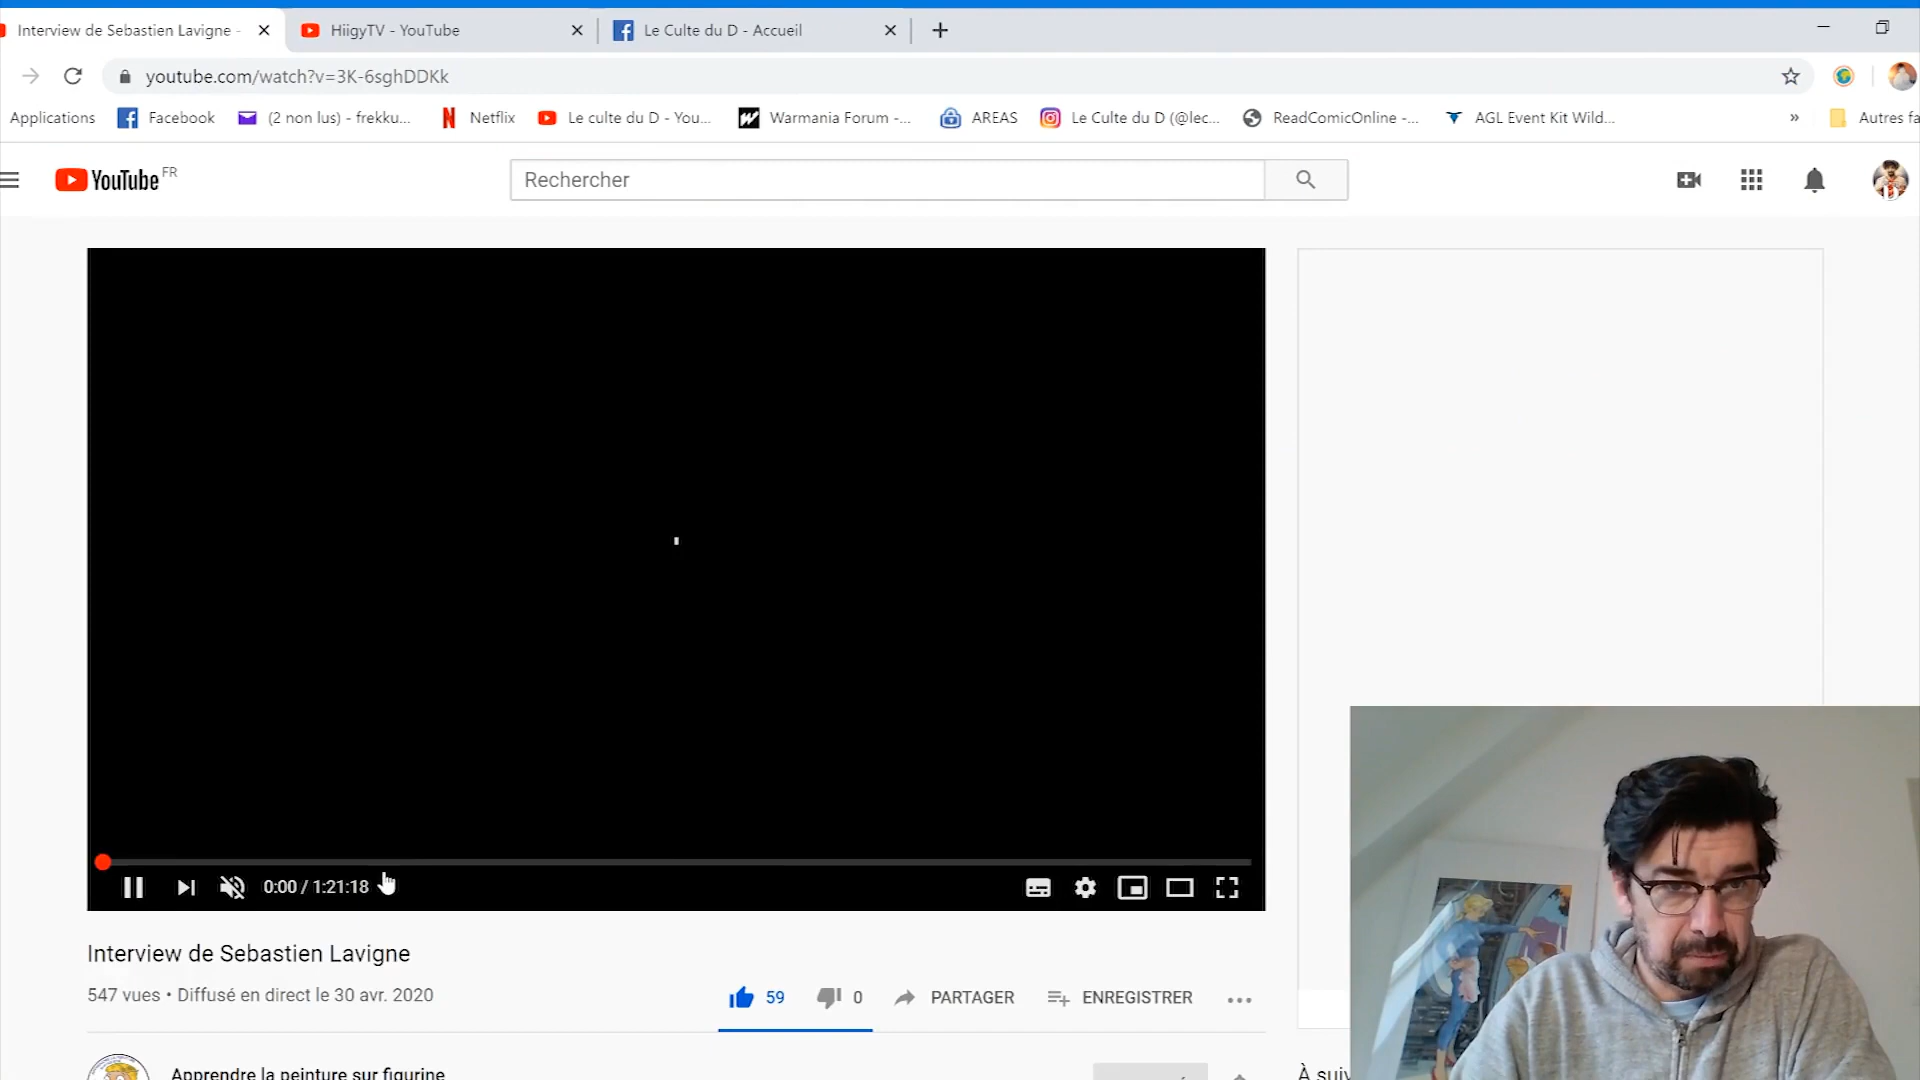 Interview de Sebastien Lavigne -
HiigyTV - YouTube
Le Culte du D - Accueil
youtube.com/watch?v=3K-6sghDDKk
Applications
Facebook
(2 non lus) - frekku...
Netflix
Le culte du D - You...
Warmania Forum -...
AREAS
Le Culte du D (@lec...
ReadComicOnline -...
AGL Event Kit Wild...
»
Autres fa
YouTube FR
Rechercher
0:00 / 1:21:18
Interview de Sebastien Lavigne
547 vues • Diffusé en direct le 30 avr. 2020
59
0
PARTAGER
ENREGISTRER
Apprendre la peinture sur figurine
À suiv